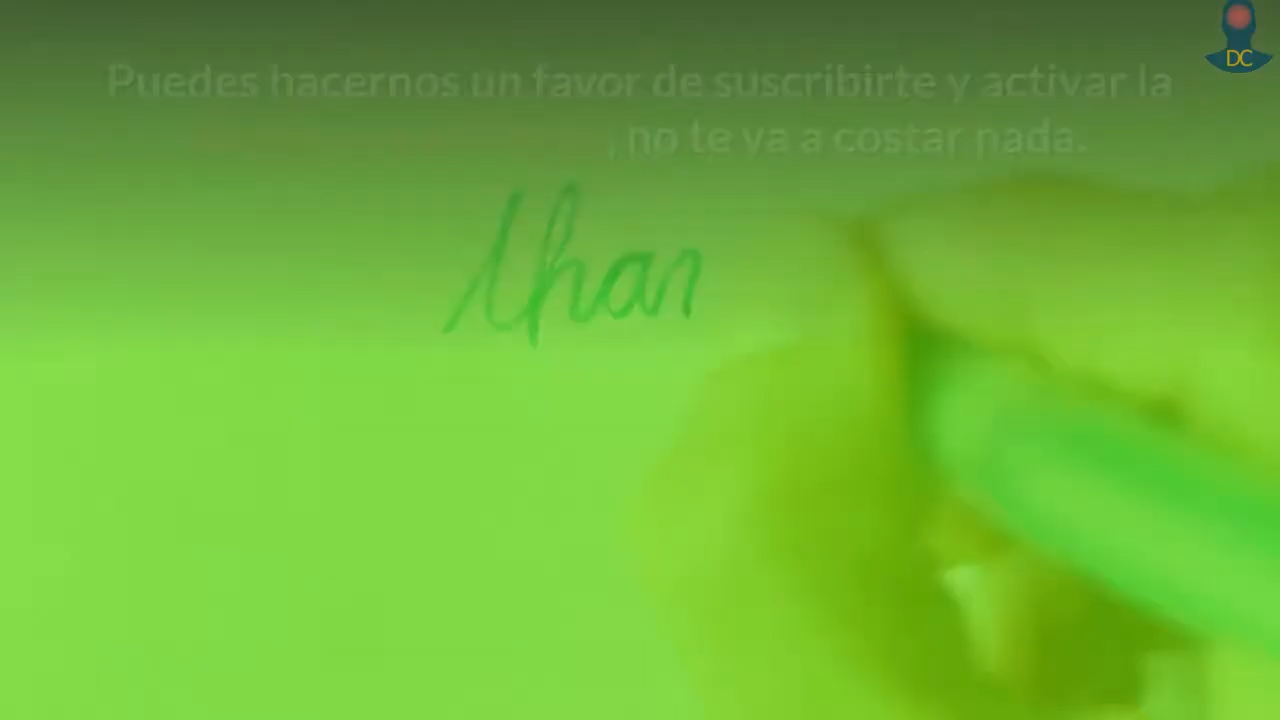 DC
Puedes hacernos un favor de suscribirte y activar la
, no te va a costar nada.
than